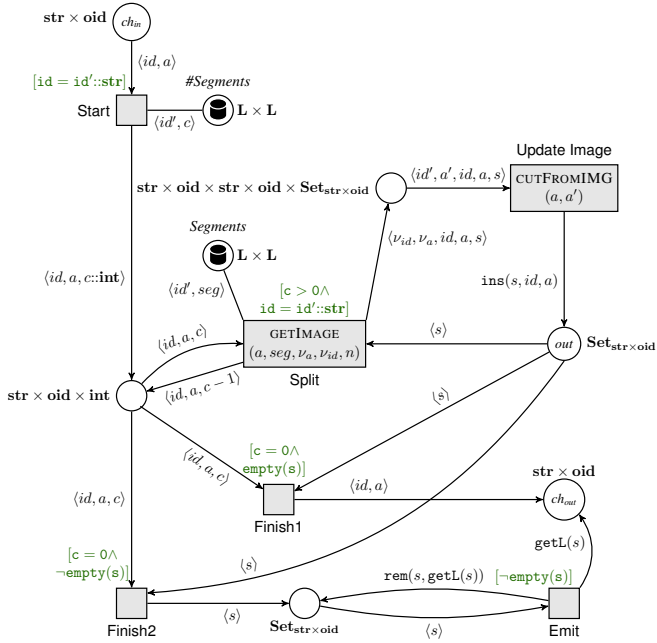 str × oid
ch_in
⟨id, a⟩
[id = id′::str]
#Segments
Start
⟨id′, c⟩
L × L
Update Image
str × oid × str × oid × Set_str×oid
⟨id′, a′, id, a, s⟩
CUTFROMIMG
(a, a′)
Segments
L × L
⟨ν_id, ν_a, id, a, s⟩
⟨id, a, c::int⟩
⟨id′, seg⟩
[c > 0∧
id = id′::str]
ins(s, id, a)
⟨id, a, c⟩
GETIMAGE
(a, seg, ν_a, ν_id, n)
Split
⟨s⟩
out
Set_str×oid
⟨id, a, c − 1⟩
str × oid × int
⟨s⟩
⟨id, a, c⟩
[c = 0∧
empty(s)]
⟨id, a, c⟩
Finish1
⟨id, a⟩
str × oid
ch_out
getL(s)
[c = 0∧
¬empty(s)]
⟨s⟩
rem(s, getL(s))
[¬empty(s)]
Finish2
⟨s⟩
Set_str×oid
⟨s⟩
Emit